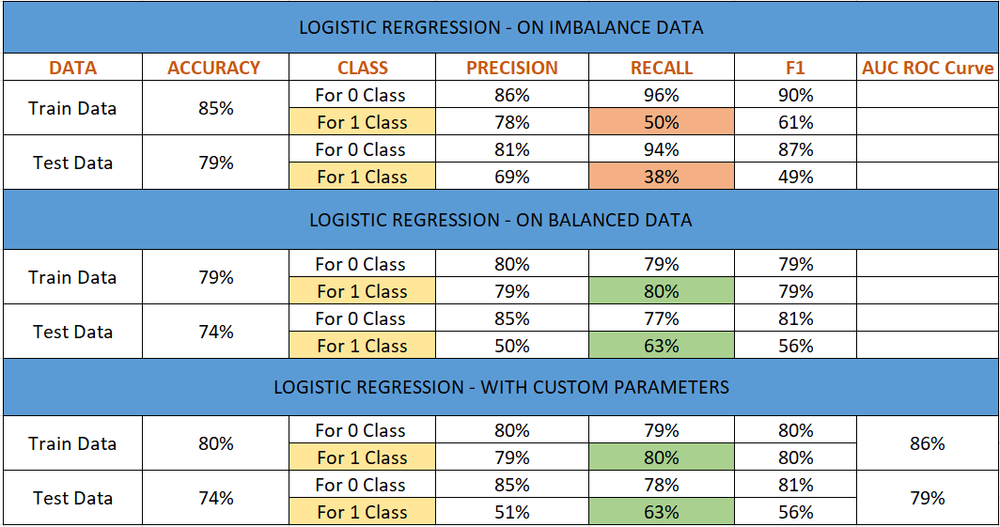 LOGISTIC RERGRESSION - ON IMBALANCE DATA
DATA ACCURACY CLASS PRECISION RECALL F1 AUC ROC Curve
Train Data 85% For 0 Class 86% 96% 90%
For 1 Class 78% 50% 61%
Test Data 79% For 0 Class 81% 94% 87%
For 1 Class 69% 38% 49%
LOGISTIC REGRESSION - ON BALANCED DATA
Train Data 79% For 0 Class 80% 79% 79%
For 1 Class 79% 80% 79%
Test Data 74% For 0 Class 85% 77% 81%
For 1 Class 50% 63% 56%
LOGISTIC REGRESSION - WITH CUSTOM PARAMETERS
Train Data 80% For 0 Class 80% 79% 80% 86%
For 1 Class 79% 80% 80%
Test Data 74% For 0 Class 85% 78% 81% 79%
For 1 Class 51% 63% 56%